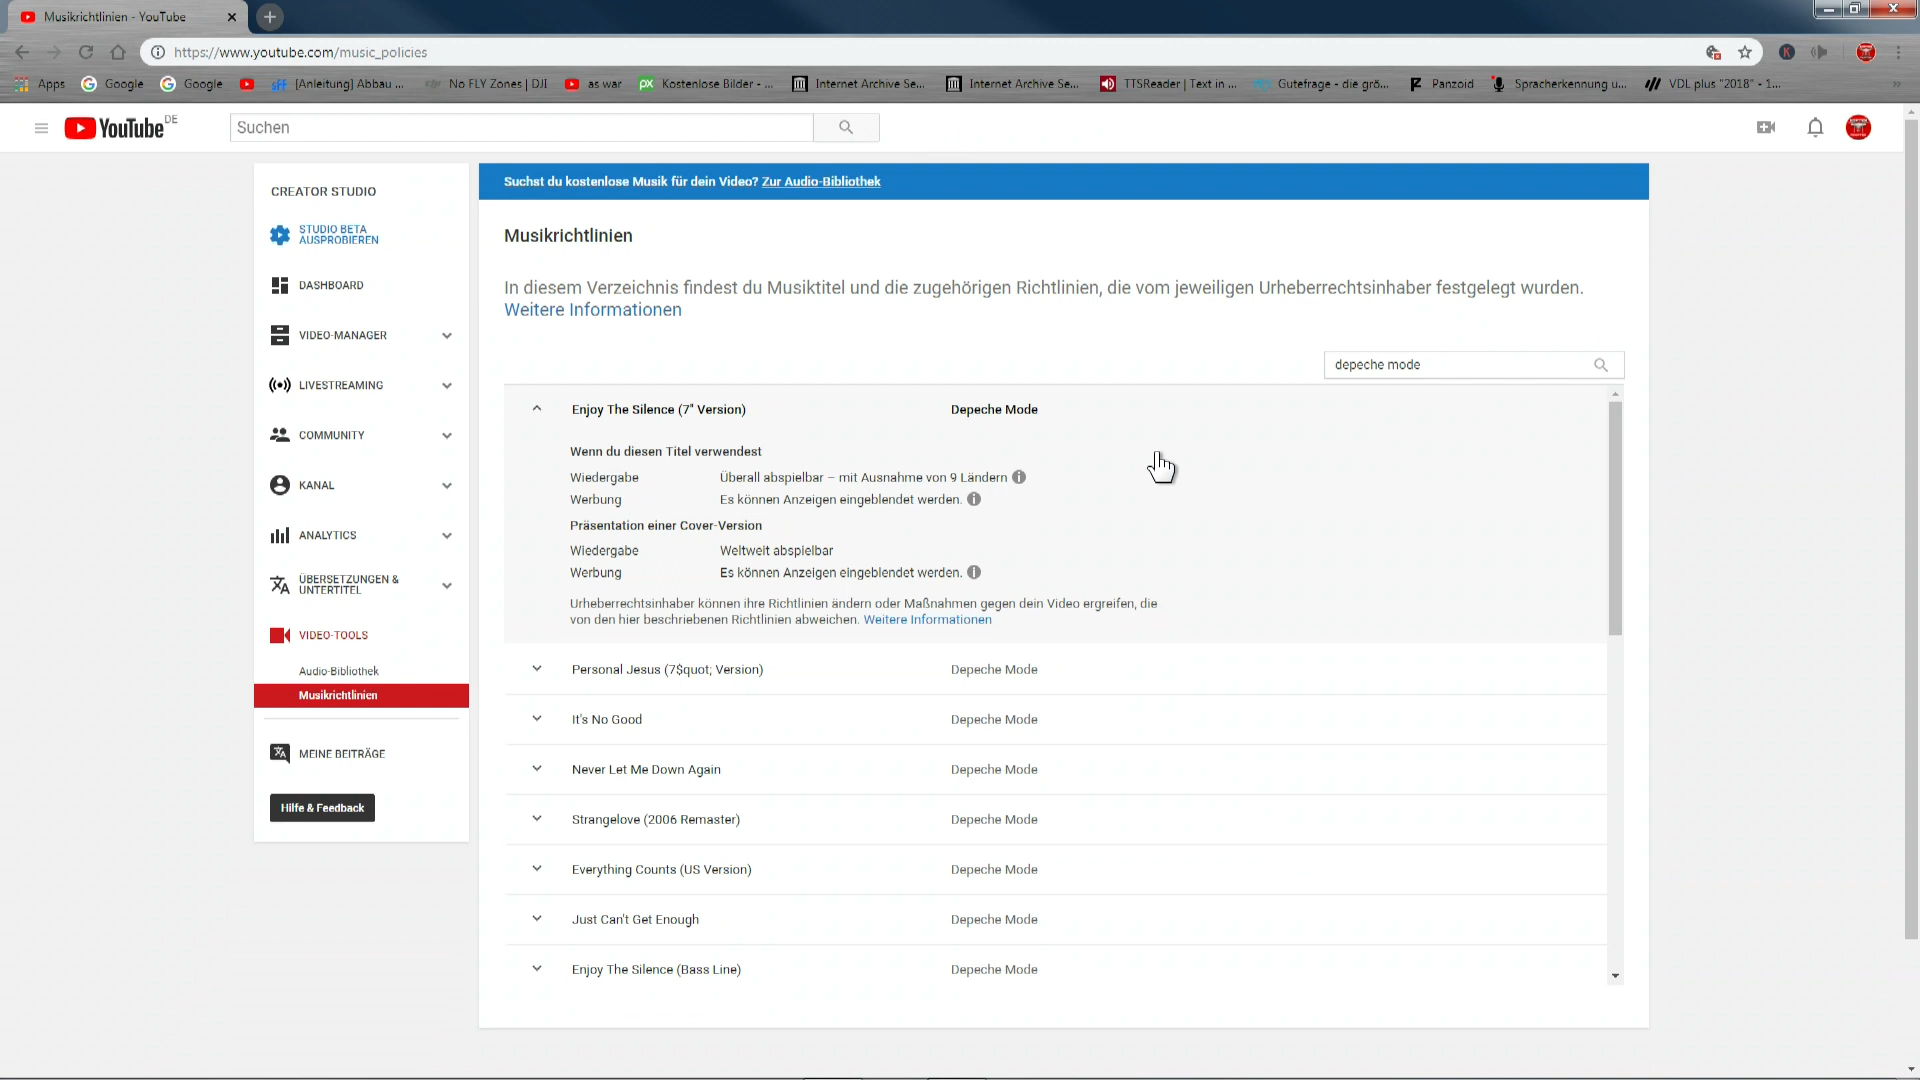 Musikrichtlinien - YouTube
https://www.youtube.com/music_policies
Apps Google Google [Anleitung] Abbau ... No FLY Zones | DJI as war Kostenlose Bilder - ... Internet Archive Se... Internet Archive Se... TTSReader | Text in ... Gutefrage - die grö... Panzoid Spracherkennung u... VDL plus "2018" - 1...
YouTube DE
Suchen
CREATOR STUDIO
STUDIO BETA
AUSPROBIEREN
DASHBOARD
VIDEO-MANAGER
LIVESTREAMING
COMMUNITY
KANAL
ANALYTICS
ÜBERSETZUNGEN &
UNTERTITEL
VIDEO-TOOLS
Audio-Bibliothek
Musikrichtlinien
MEINE BEITRÄGE
Hilfe & Feedback
Suchst du kostenlose Musik für dein Video? Zur Audio-Bibliothek
Musikrichtlinien
In diesem Verzeichnis findest du Musiktitel und die zugehörigen Richtlinien, die vom jeweiligen Urheberrechtsinhaber festgelegt wurden.
Weitere Informationen
depeche mode
Enjoy The Silence (7" Version) Depeche Mode
Wenn du diesen Titel verwendest
Wiedergabe Überall abspielbar – mit Ausnahme von 9 Ländern
Werbung Es können Anzeigen eingeblendet werden.
Präsentation einer Cover-Version
Wiedergabe Weltweit abspielbar
Werbung Es können Anzeigen eingeblendet werden.
Urheberrechtsinhaber können ihre Richtlinien ändern oder Maßnahmen gegen dein Video ergreifen, die
von den hier beschriebenen Richtlinien abweichen. Weitere Informationen
Personal Jesus (7$quot; Version) Depeche Mode
It's No Good Depeche Mode
Never Let Me Down Again Depeche Mode
Strangelove (2006 Remaster) Depeche Mode
Everything Counts (US Version) Depeche Mode
Just Can't Get Enough Depeche Mode
Enjoy The Silence (Bass Line) Depeche Mode